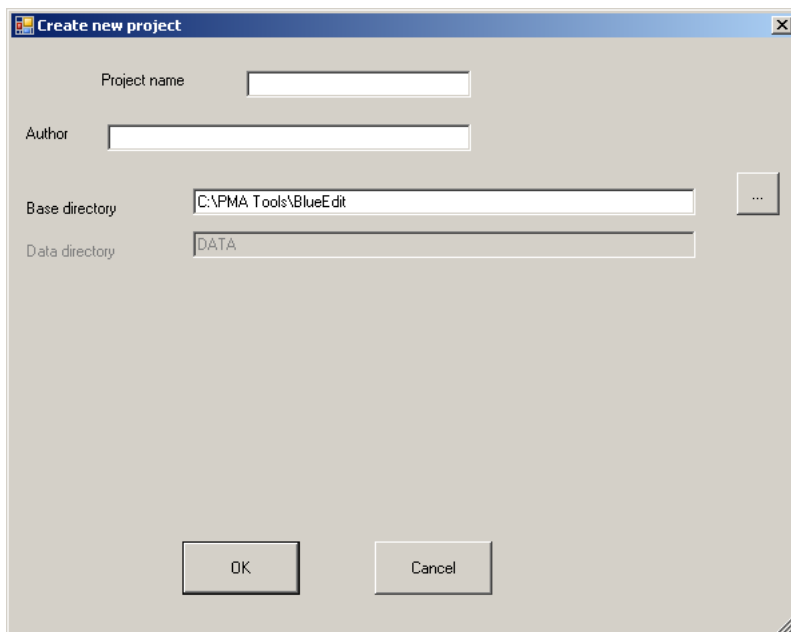 Create new project
Project name
Author
Base directory C:\PMA Tools\BlueEdit ...
Data directory DATA
OK Cancel